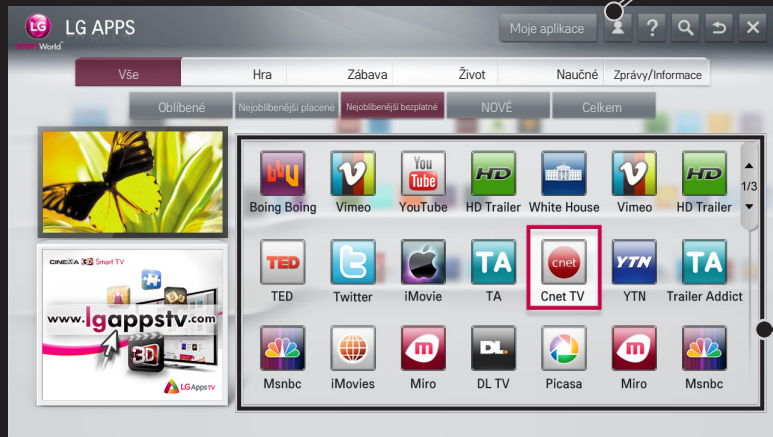 LG
smart World™
LG APPS
Moje aplikace
?
Vše Hra Zábava Život Naučné Zprávy/Informace
Oblíbené Nejoblíbenější placené Nejoblíbenější bezplatné NOVÉ Celkem
bby You Tube HD HD
Boing Boing Vimeo YouTube HD Trailer White House Vimeo HD Trailer
1/3
CINEMA 3D Smart TV
www.lgappstv.com
3D
LG Apps TV
TED TA cnet YTN TA
TED Twitter iMovie TA Cnet TV YTN Trailer Addict
m DL. m
Msnbc iMovies Miro DL TV Picasa Miro Msnbc